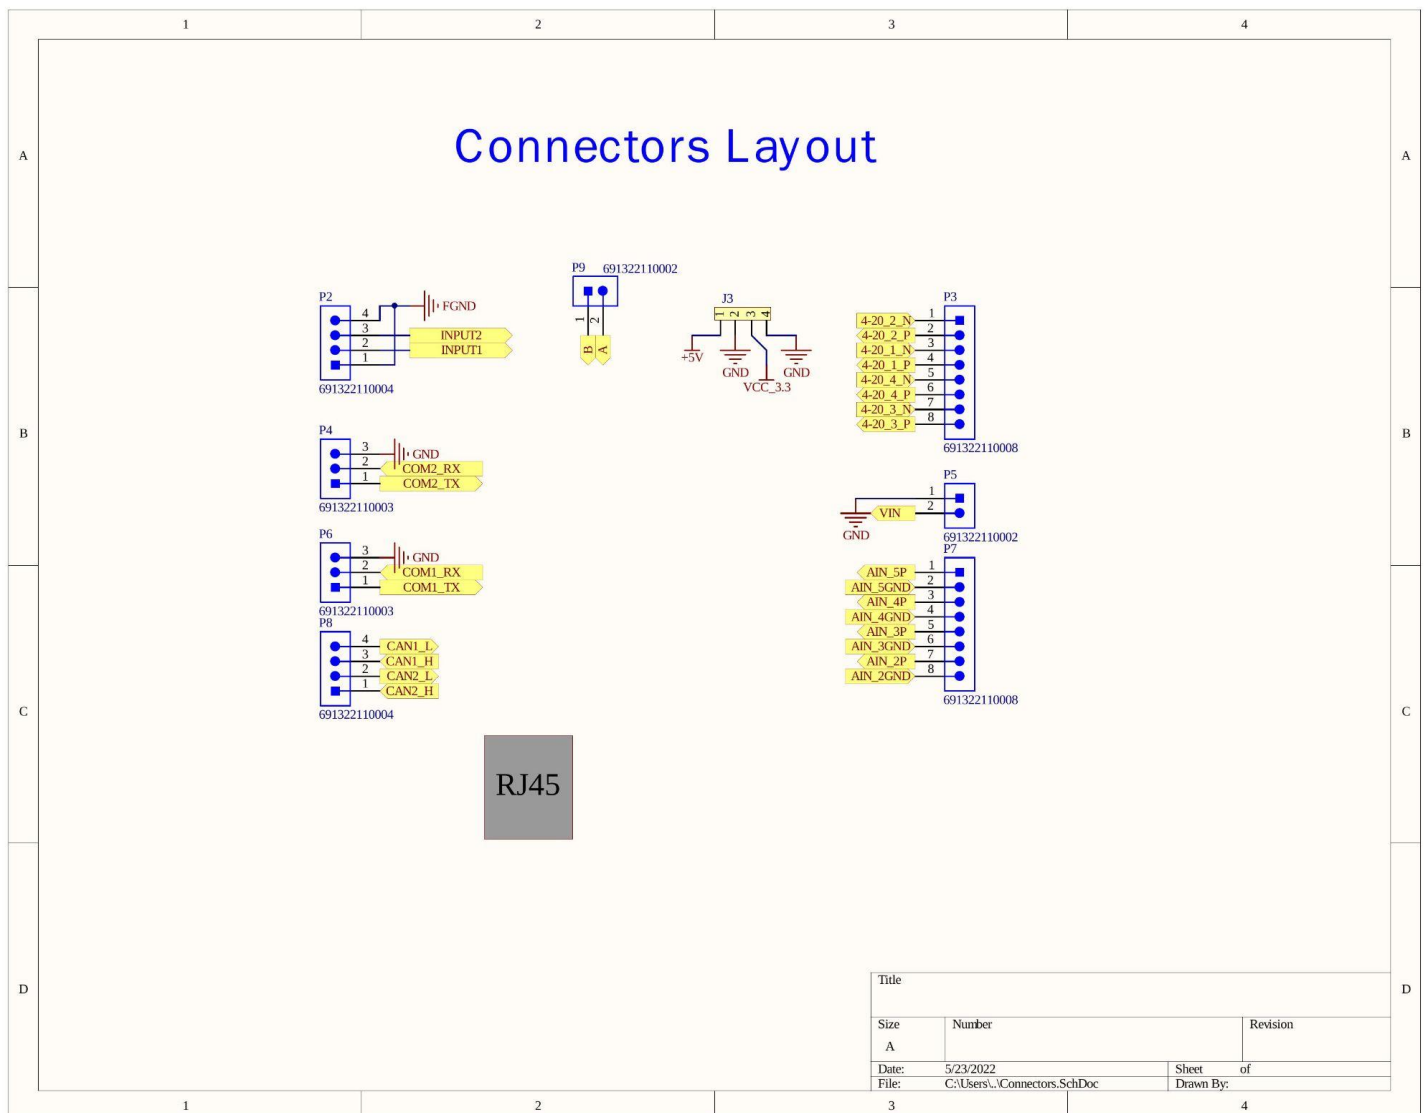 1 2 3 4
A A
Connectors Layout
P2
4
3
2
1
FGND
INPUT2
INPUT1
691322110004
P9 691322110002
1 2
B A
J3
1 2 3 4
+5V
GND
VCC_3.3
GND
P3
4-20_2_N 1
4-20_2_P 2
4-20_1_N 3
4-20_1_P 4
4-20_4_N 5
4-20_4_P 6
4-20_3_N 7
4-20_3_P 8
691322110008
B B
P4
3 GND
2 COM2_RX
1 COM2_TX
691322110003
P5
1
VIN 2
GND
691322110002
P6
3 GND
2 COM1_RX
1 COM1_TX
691322110003
P7
AIN_5P 1
AIN_5GND 2
AIN_4P 3
AIN_4GND 4
AIN_3P 5
AIN_3GND 6
AIN_2P 7
AIN_2GND 8
691322110008
P8
4 CAN1_L
3 CAN1_H
2 CAN2_L
1 CAN2_H
691322110004
C C
RJ45
D D
Title
Size Number Revision
A
Date: 5/23/2022 Sheet of
File: C:\Users\..\Connectors.SchDoc Drawn By:
1 2 3 4